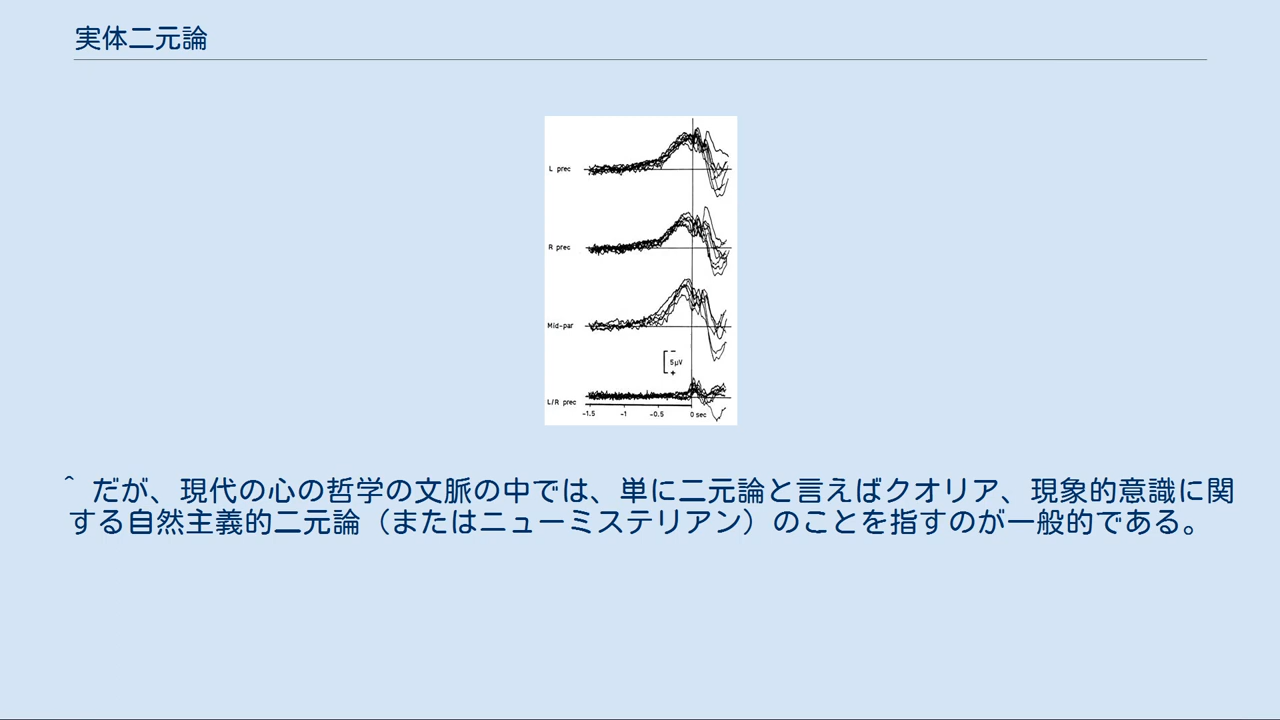 実体二元論
L prec
R prec
Mid-par
−
5μV
+
L/R prec
-1.5 -1 -0.5 0 sec
^ だが、現代の心の哲学の文脈の中では、単に二元論と言えばクオリア、現象的意識に関
する自然主義的二元論（またはニューミステリアン）のことを指すのが一般的である。